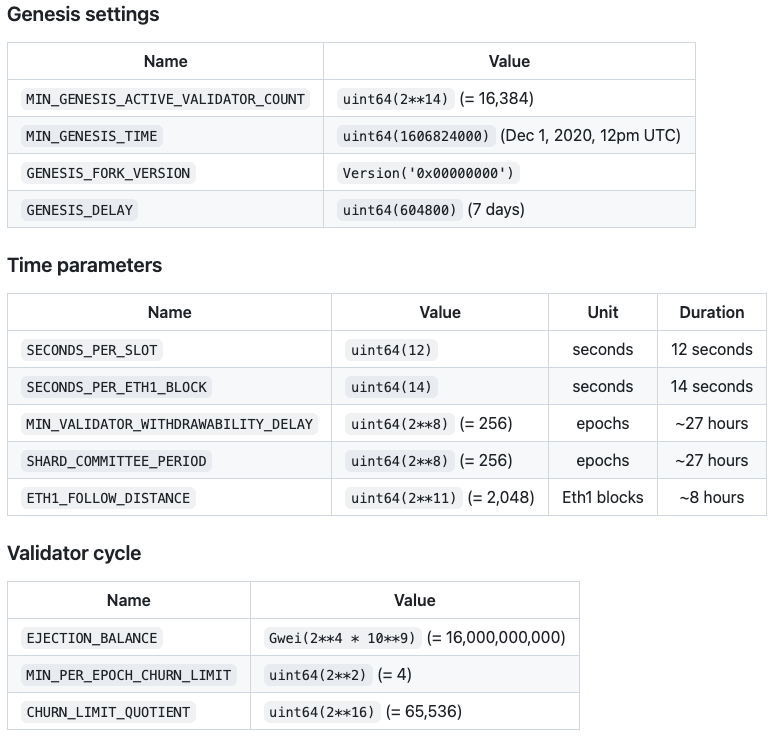 Genesis settings
Name Value
MIN_GENESIS_ACTIVE_VALIDATOR_COUNT uint64(2**14) (= 16,384)
MIN_GENESIS_TIME uint64(1606824000) (Dec 1, 2020, 12pm UTC)
GENESIS_FORK_VERSION Version('0x00000000')
GENESIS_DELAY uint64(604800) (7 days)
Time parameters
Name Value Unit Duration
SECONDS_PER_SLOT uint64(12) seconds 12 seconds
SECONDS_PER_ETH1_BLOCK uint64(14) seconds 14 seconds
MIN_VALIDATOR_WITHDRAWABILITY_DELAY uint64(2**8) (= 256) epochs ~27 hours
SHARD_COMMITTEE_PERIOD uint64(2**8) (= 256) epochs ~27 hours
ETH1_FOLLOW_DISTANCE uint64(2**11) (= 2,048) Eth1 blocks ~8 hours
Validator cycle
Name Value
EJECTION_BALANCE Gwei(2**4 * 10**9) (= 16,000,000,000)
MIN_PER_EPOCH_CHURN_LIMIT uint64(2**2) (= 4)
CHURN_LIMIT_QUOTIENT uint64(2**16) (= 65,536)